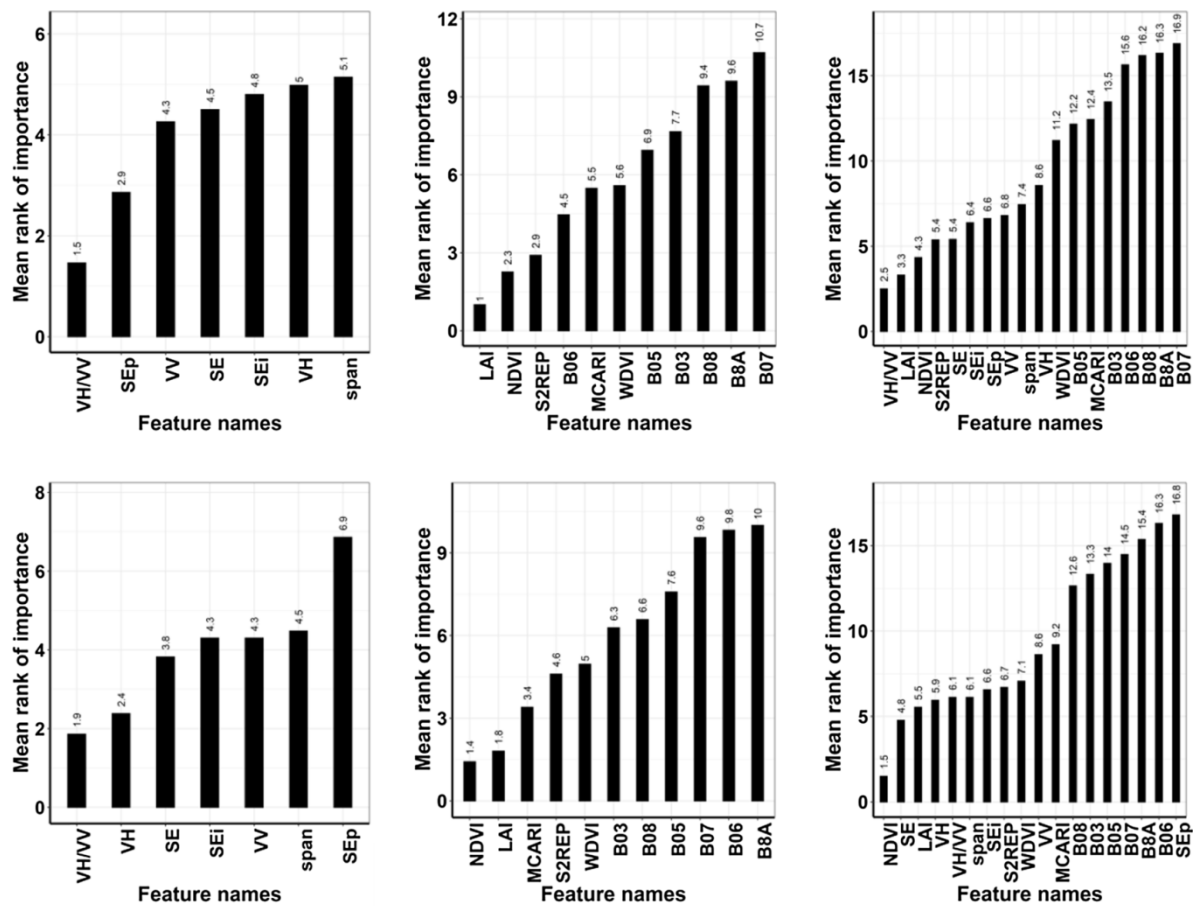 Mean rank of importance
6
4
2
0
1.5
2.9
4.3
4.5
4.8
5
5.1
VH/VV
SEp
VV
SE
SEi
VH
span
Feature names
Mean rank of importance
12
9
6
3
0
1
2.3
2.9
4.5
5.5
5.6
6.9
7.7
9.4
9.6
10.7
LAI
NDVI
S2REP
B06
MCARI
WDVI
B05
B03
B08
B8A
B07
Feature names
Mean rank of importance
15
10
5
0
2.5
3.3
4.3
5.4
5.4
6.4
6.6
6.8
7.4
8.6
11.2
12.2
12.4
13.5
15.6
16.2
16.3
16.9
VH/VV
LAI
NDVI
S2REP
SE
SEi
SEp
VV
span
VH
WDVI
B05
MCARI
B03
B06
B08
B8A
B07
Feature names
Mean rank of importance
8
6
4
2
0
1.9
2.4
3.8
4.3
4.3
4.5
6.9
VH/VV
VH
SE
SEi
VV
span
SEp
Feature names
Mean rank of importance
9
6
3
0
1.4
1.8
3.4
4.6
5
6.3
6.6
7.6
9.6
9.8
10
NDVI
LAI
MCARI
S2REP
WDVI
B03
B08
B05
B07
B06
B8A
Feature names
Mean rank of importance
15
10
5
0
1.5
4.8
5.5
5.9
6.1
6.1
6.6
6.7
7.1
8.6
9.2
12.6
13.3
14
14.5
15.4
16.3
16.8
NDVI
SE
LAI
VH
VH/VV
span
SEi
S2REP
WDVI
VV
MCARI
B08
B03
B05
B07
B8A
B06
SEp
Feature names